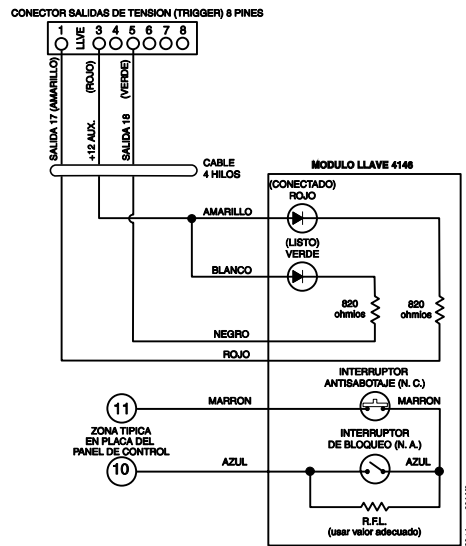 CONECTOR SALIDAS DE TENSION (TRIGGER) 8 PINES
1 LLVE 3 4 5 6 7 8
SALIDA 17 (AMARILLO)
+12 AUX. (ROJO)
SALIDA 18 (VERDE)
CABLE
4 HILOS
MODULO LLAVE 4146
(CONECTADO)
ROJO
AMARILLO
(LISTO)
VERDE
BLANCO
820
ohmios
820
ohmios
NEGRO
ROJO
INTERRUPTOR
ANTISABOTAJE (N. C.)
11
MARRON
MARRON
ZONA TIPICA
EN PLACA DEL
PANEL DE CONTROL
INTERRUPTOR
DE BLOQUEO (N. A.)
10
AZUL
AZUL
R.F.L.
(usar valor adecuado)